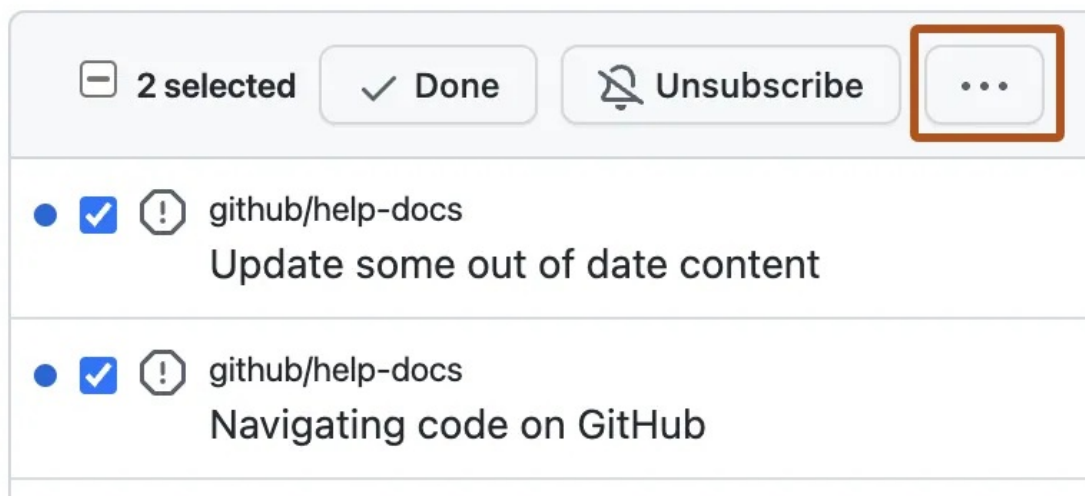 2 selected Done Unsubscribe ...
github/help-docs
Update some out of date content
github/help-docs
Navigating code on GitHub